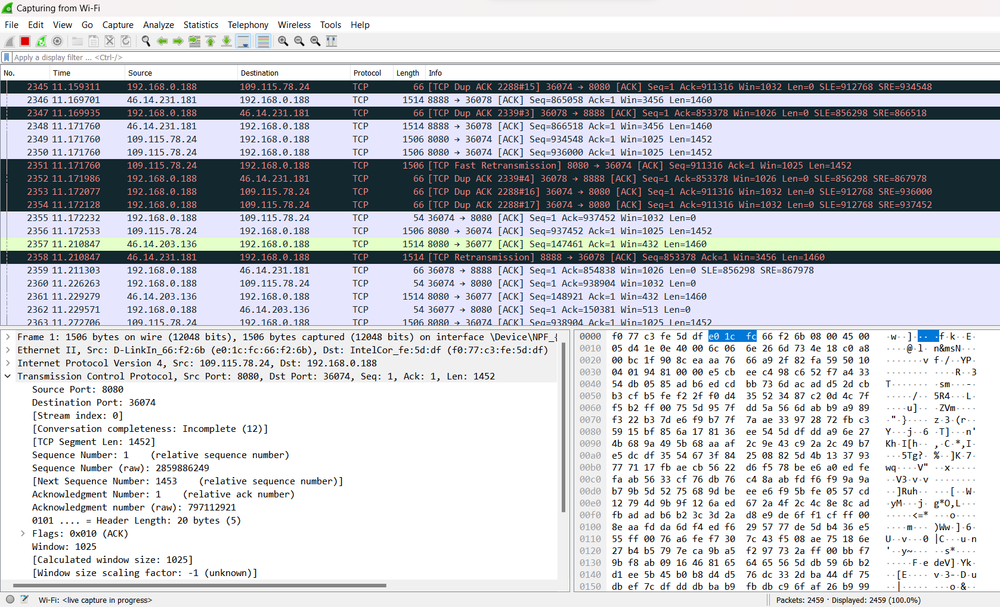 Capturing from Wi-Fi
File Edit View Go Capture Analyze Statistics Telephony Wireless Tools Help
Apply a display filter ... <Ctrl-/>
No. Time Source Destination Protocol Length Info
2345 11.159311 192.168.0.188 109.115.78.24 TCP 66 [TCP Dup ACK 2288#15] 36074 → 8080 [ACK] Seq=1 Ack=911316 Win=1032 Len=0 SLE=912768 SRE=934548
2346 11.169701 46.14.231.181 192.168.0.188 TCP 1514 8888 → 36078 [ACK] Seq=865058 Ack=1 Win=3456 Len=1460
2347 11.169935 192.168.0.188 46.14.231.181 TCP 66 [TCP Dup ACK 2339#3] 36078 → 8888 [ACK] Seq=1 Ack=853378 Win=1026 Len=0 SLE=856298 SRE=866518
2348 11.171760 46.14.231.181 192.168.0.188 TCP 1514 8888 → 36078 [ACK] Seq=866518 Ack=1 Win=3456 Len=1460
2349 11.171760 109.115.78.24 192.168.0.188 TCP 1506 8080 → 36074 [ACK] Seq=934548 Ack=1 Win=1025 Len=1452
2350 11.171760 109.115.78.24 192.168.0.188 TCP 1506 8080 → 36074 [ACK] Seq=936000 Ack=1 Win=1025 Len=1452
2351 11.171760 109.115.78.24 192.168.0.188 TCP 1506 [TCP Fast Retransmission] 8080 → 36074 [ACK] Seq=911316 Ack=1 Win=1025 Len=1452
2352 11.171986 192.168.0.188 46.14.231.181 TCP 66 [TCP Dup ACK 2339#4] 36078 → 8888 [ACK] Seq=1 Ack=853378 Win=1026 Len=0 SLE=856298 SRE=867978
2353 11.172077 192.168.0.188 109.115.78.24 TCP 66 [TCP Dup ACK 2288#16] 36074 → 8080 [ACK] Seq=1 Ack=911316 Win=1032 Len=0 SLE=912768 SRE=936000
2354 11.172128 192.168.0.188 109.115.78.24 TCP 66 [TCP Dup ACK 2288#17] 36074 → 8080 [ACK] Seq=1 Ack=911316 Win=1032 Len=0 SLE=912768 SRE=937452
2355 11.172232 192.168.0.188 109.115.78.24 TCP 54 36074 → 8080 [ACK] Seq=1 Ack=937452 Win=1032 Len=0
2356 11.172533 109.115.78.24 192.168.0.188 TCP 1506 8080 → 36074 [ACK] Seq=937452 Ack=1 Win=1025 Len=1452
2357 11.210847 46.14.203.136 192.168.0.188 TCP 1514 8080 → 36077 [ACK] Seq=147461 Ack=1 Win=432 Len=1460
2358 11.210847 46.14.231.181 192.168.0.188 TCP 1514 [TCP Retransmission] 8888 → 36078 [ACK] Seq=853378 Ack=1 Win=3456 Len=1460
2359 11.211303 192.168.0.188 46.14.231.181 TCP 66 36078 → 8888 [ACK] Seq=1 Ack=854838 Win=1026 Len=0 SLE=856298 SRE=867978
2360 11.226263 192.168.0.188 109.115.78.24 TCP 54 36074 → 8080 [ACK] Seq=1 Ack=938904 Win=1032 Len=0
2361 11.229279 46.14.203.136 192.168.0.188 TCP 1514 8080 → 36077 [ACK] Seq=148921 Ack=1 Win=432 Len=1460
2362 11.229571 192.168.0.188 46.14.203.136 TCP 54 36077 → 8080 [ACK] Seq=1 Ack=150381 Win=513 Len=0
2363 11.272706 109.115.78.24 192.168.0.188 TCP 1506 8080 → 36074 [ACK] Seq=938904 Ack=1 Win=1025 Len=1452
Frame 1: 1506 bytes on wire (12048 bits), 1506 bytes captured (12048 bits) on interface \Device\NPF_{
Ethernet II, Src: D-LinkIn_66:f2:6b (e0:1c:fc:66:f2:6b), Dst: IntelCor_fe:5d:df (f0:77:c3:fe:5d:df)
Internet Protocol Version 4, Src: 109.115.78.24, Dst: 192.168.0.188
Transmission Control Protocol, Src Port: 8080, Dst Port: 36074, Seq: 1, Ack: 1, Len: 1452
Source Port: 8080
Destination Port: 36074
[Stream index: 0]
[Conversation completeness: Incomplete (12)]
[TCP Segment Len: 1452]
Sequence Number: 1 (relative sequence number)
Sequence Number (raw): 2859886249
[Next Sequence Number: 1453 (relative sequence number)]
Acknowledgment Number: 1 (relative ack number)
Acknowledgment number (raw): 797112921
0101 .... = Header Length: 20 bytes (5)
Flags: 0x010 (ACK)
Window: 1025
[Calculated window size: 1025]
[Window size scaling factor: -1 (unknown)]
0000 f0 77 c3 fe 5d df e0 1c fc 66 f2 6b 08 00 45 00 ·w··]····f·k··E·
0010 05 d4 1e 0e 40 00 6c 06 6e 26 6d 73 4e 18 c0 a8 ····@·l·n&msN···
0020 00 bc 1f 90 8c ea aa 76 66 a9 2f 82 fa 59 50 10 ·······vf·/··YP·
0030 04 01 94 81 00 00 e5 cb ee c4 98 c6 52 f7 a4 33 ············R··3
0040 54 db 05 85 ad b6 ed cd bb 73 6d ac ad d5 2d cb T········sm···-·
0050 b3 cf b5 fe f2 2f f0 d4 35 52 34 87 c2 0d 4c 7f ·····/··5R4···L·
0060 f5 b2 ff 00 75 5d 95 7f dd 5a 56 6d ab b9 a9 89 ····u]···ZVm····
0070 f3 22 b3 7d e6 f9 b7 7f 7a ae 33 97 28 72 fb c3 ·"·}····z·3·(r··
0080 59 15 bf 85 6a 17 81 36 ee 54 5d df dd a9 6e 27 Y···j··6·T]···n'
0090 4b 68 9a 49 5b 68 aa af 2c 9e 43 c9 2a 2c 49 b7 Kh·I[h··,·C·*,I·
00a0 e5 dc df 35 54 67 3f 84 25 08 82 5d 4b 13 37 93 ···5Tg?·%··]K·7·
00b0 77 71 17 fb ae cb 56 22 d6 f5 78 be e6 a0 ed fe wq····V"··x·····
00c0 fa ab 56 33 cf 76 db 76 c4 8a ab fd f6 f9 9a 9a ··V3·v·v········
00d0 b7 9b 5d 52 75 68 9d be ee e6 f9 5b fe 05 57 cd ··]Ruh·····[··W·
00e0 12 79 4d 9b 9f 12 6a ed 67 2a 4f 2c 4c 8e 8c ad ·yM···j·g*O,L···
00f0 fb ad ad b6 b2 3c 3d 2a d8 e9 de 6f f1 cf ff 00 ·····<=*···o····
0100 8e aa fd da 6d f4 ed f6 29 57 77 de 5d b4 36 e5 ····m···)Ww·]·6·
0110 55 ff 00 76 a6 fe f7 30 7c 43 f5 08 ae 75 18 6e U··v···0|C···u·n
0120 27 b4 b5 79 7e ca 9b a5 f2 97 73 2a ff 00 bb f7 '··y~·····s*····
0130 9b f8 ab 09 16 46 81 65 64 65 56 5d db 59 6b b2 ·····F·edeV]·Yk·
0140 d1 ee 5b 45 b0 b8 d4 d5 76 dc 33 2d ba 44 df 75 ··[E····v·3-·D·u
0150 db ef 7c df dd db ba b9 fb db c9 6f af 26 b9 99 ··|········o·&··
Wi-Fi: <live capture in progress>
Packets: 2459 · Displayed: 2459 (100.0%)